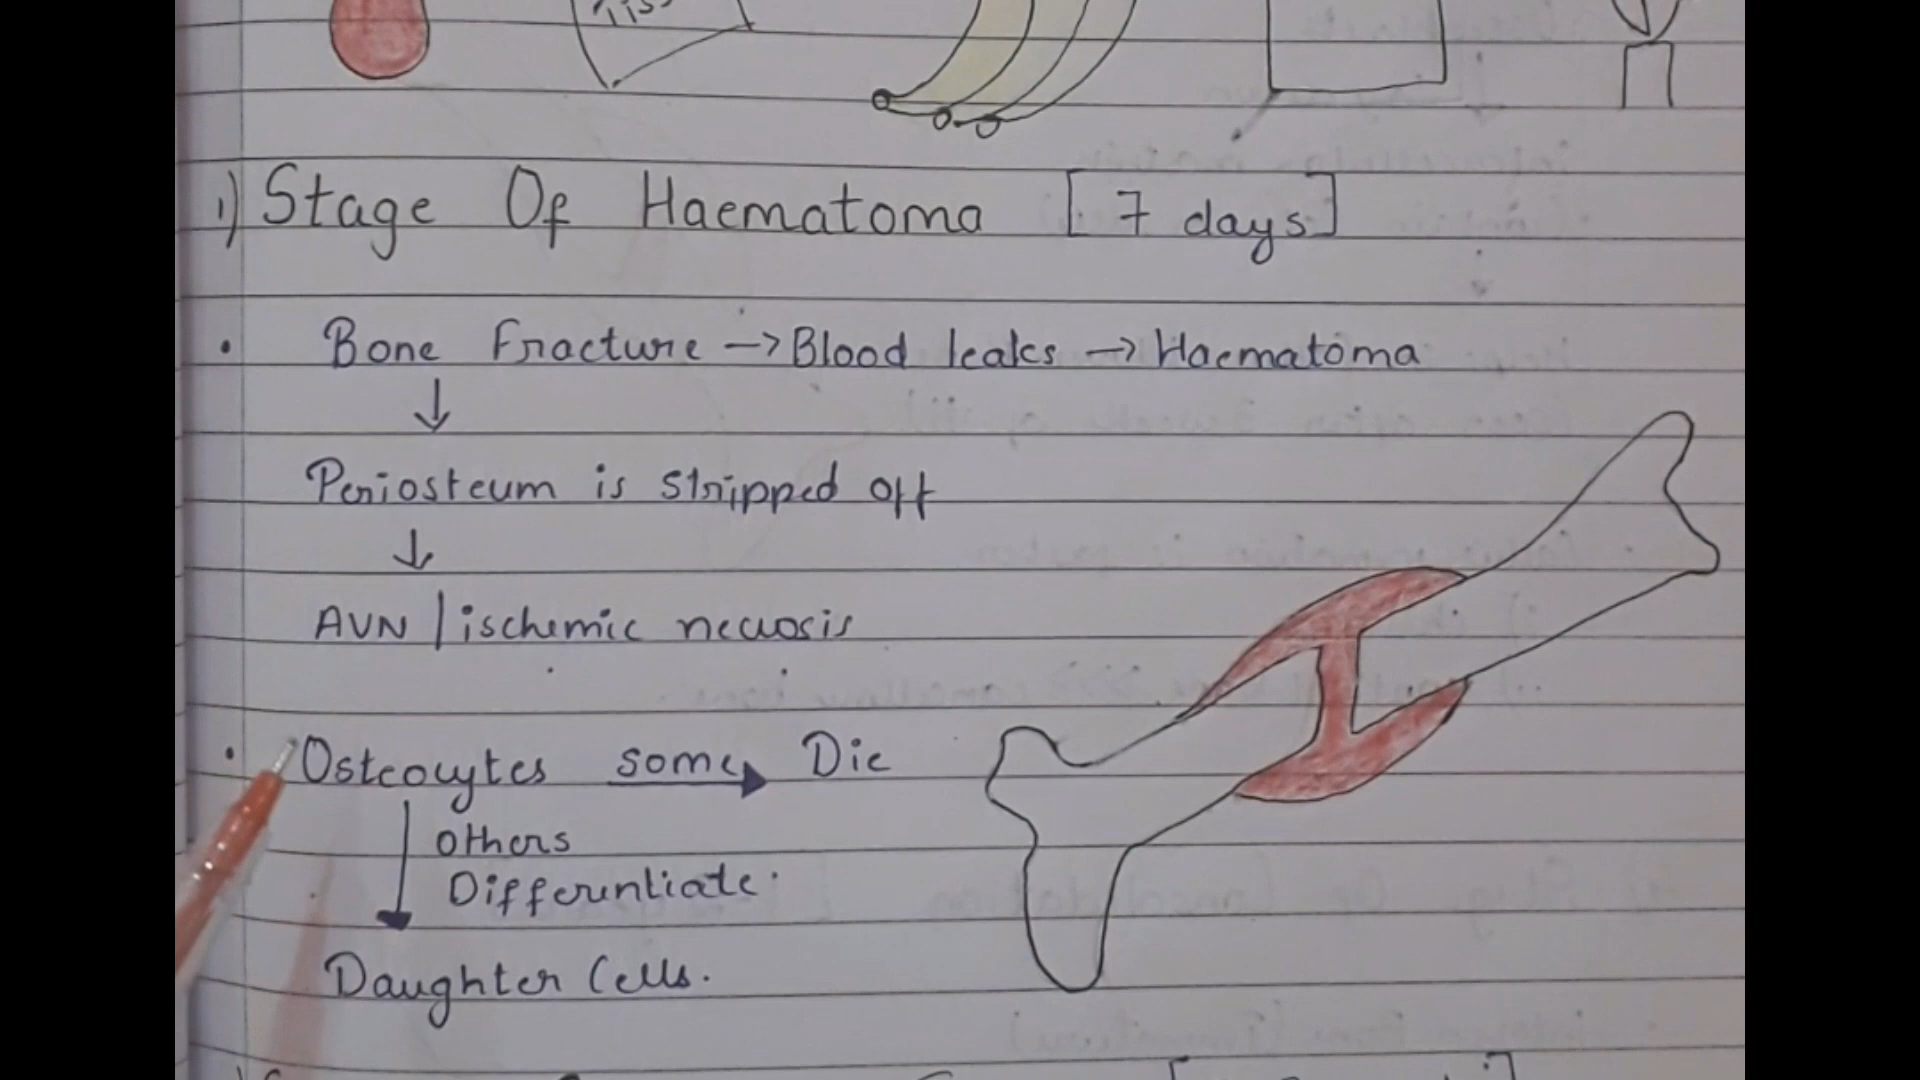 Tiss
1) Stage Of Haematoma [7 days]
• Bone Fracture → Blood leaks → Haematoma
↓
Periosteum is stripped off
↓
AVN | ischemic necrosis
• Osteocytes some Die
others
Differentiate.
Daughter Cells.